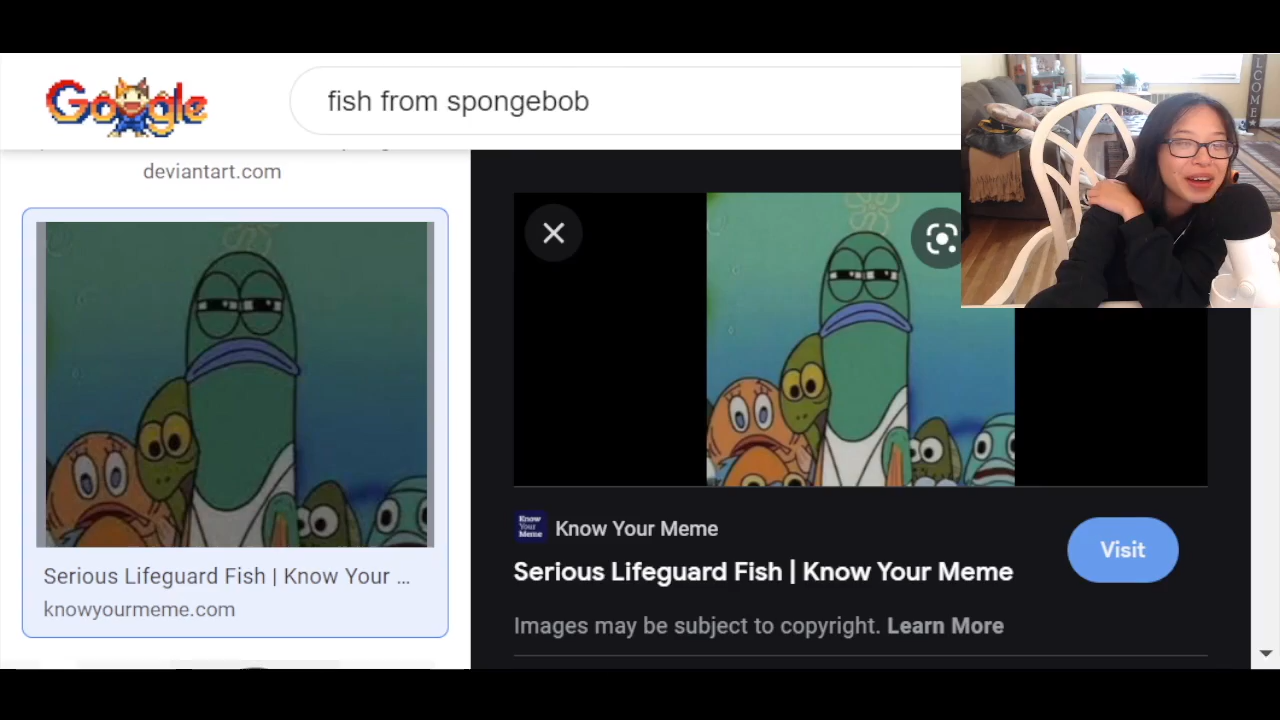 Google
fish from spongebob
deviantart.com
Serious Lifeguard Fish | Know Your ...
knowyourmeme.com
Know Your Meme
Know Your Meme
Serious Lifeguard Fish | Know Your Meme
Visit
Images may be subject to copyright. Learn More
LCOME